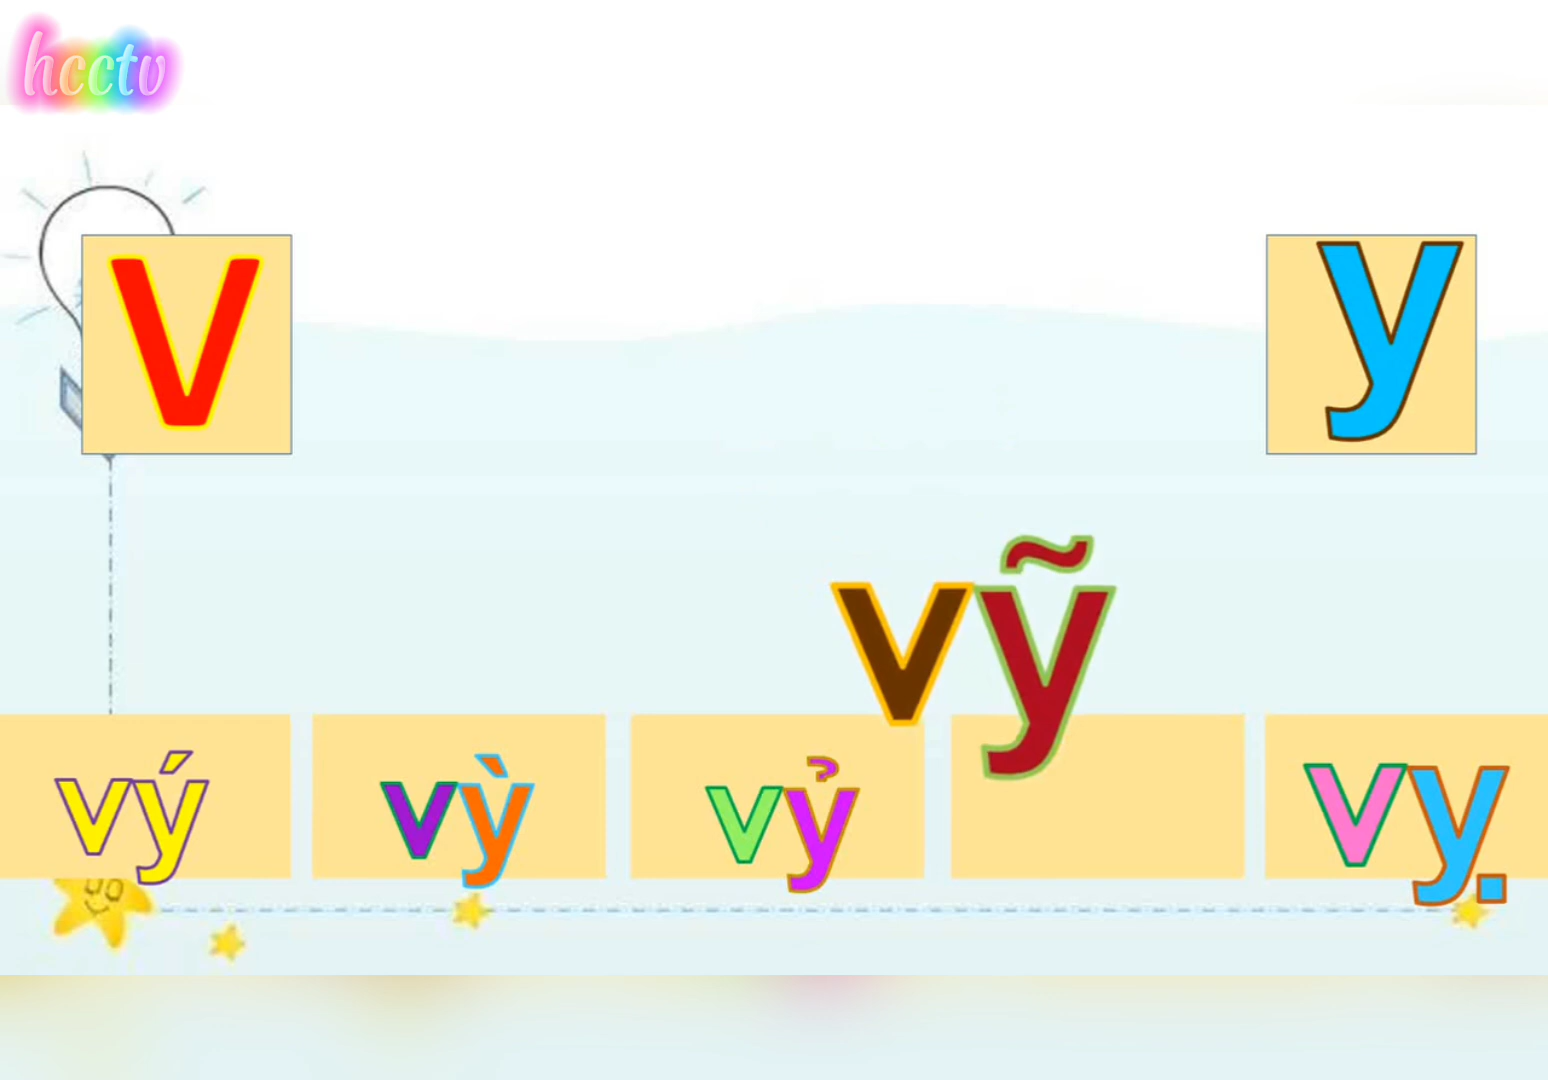 hcctv
v y
vỹ
vý vỳ vỷ vỵ